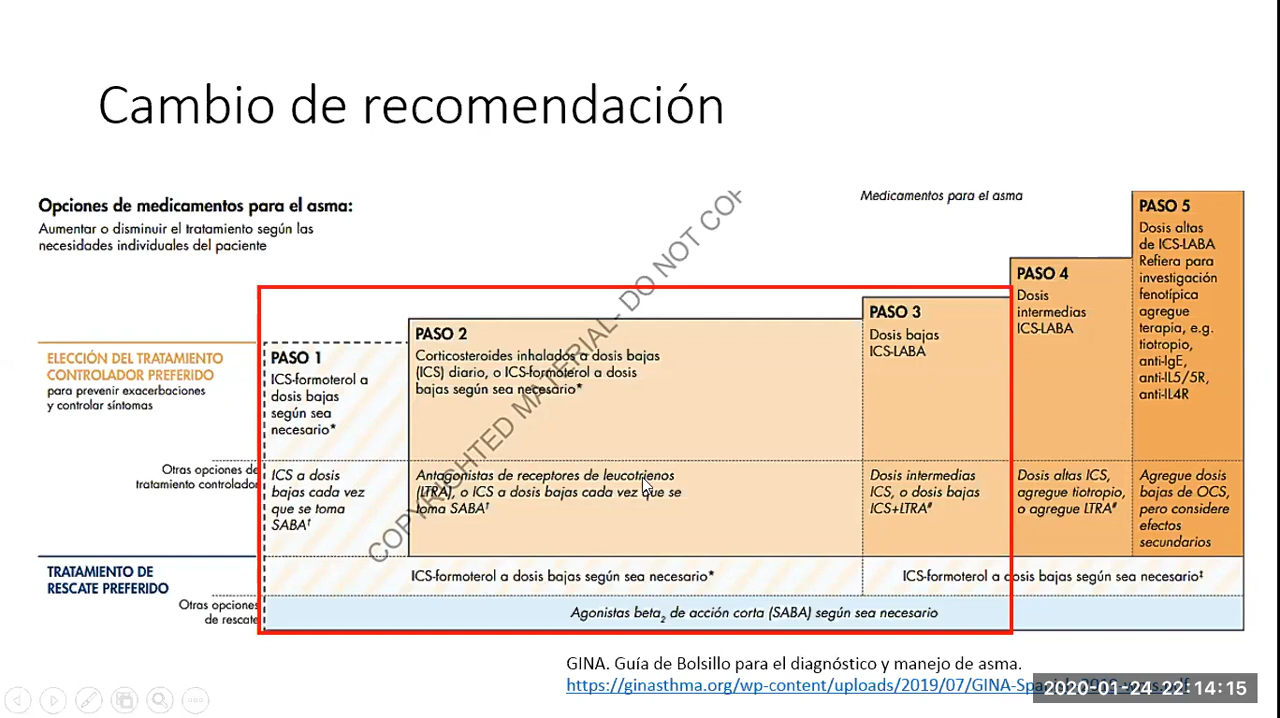 Cambio de recomendación
Opciones de medicamentos para el asma:
Aumentar o disminuir el tratamiento según las
necesidades individuales del paciente
Medicamentos para el asma
ELECCIÓN DEL TRATAMIENTO
CONTROLADOR PREFERIDO
para prevenir exacerbaciones
y controlar síntomas
PASO 1
ICS-formoterol a
dosis bajas
según sea
necesario*
PASO 2
Corticosteroides inhalados a dosis bajas
(ICS) diario, o ICS-formoterol a dosis
bajas según sea necesario*
PASO 3
Dosis bajas
ICS-LABA
PASO 4
Dosis
intermedias
ICS-LABA
PASO 5
Dosis altas
de ICS-LABA
Refiera para
investigación
fenotípica
agregue
terapia, e.g.
tiotropio,
anti-IgE,
anti-IL5/5R,
anti-IL4R
Otras opciones de
tratamiento controlador
ICS a dosis
bajas cada vez
que se toma
SABA†
Antagonistas de receptores de leucotrienos
(LTRA), o ICS a dosis bajas cada vez que se
toma SABA†
Dosis intermedias
ICS, o dosis bajas
ICS+LTRA#
Dosis altas ICS,
agregue tiotropio,
o agregue LTRA#
Agregue dosis
bajas de OCS,
pero considere
efectos
secundarios
TRATAMIENTO DE
RESCATE PREFERIDO
ICS-formoterol a dosis bajas según sea necesario*
ICS-formoterol a dosis bajas según sea necesario‡
Otras opciones
de rescate
Agonistas beta₂ de acción corta (SABA) según sea necesario
COPYRIGHTED MATERIAL- DO NOT COP
GINA. Guía de Bolsillo para el diagnóstico y manejo de asma.
https://ginasthma.org/wp-content/uploads/2019/07/GINA-Spa
2020-01-24 22:14:15